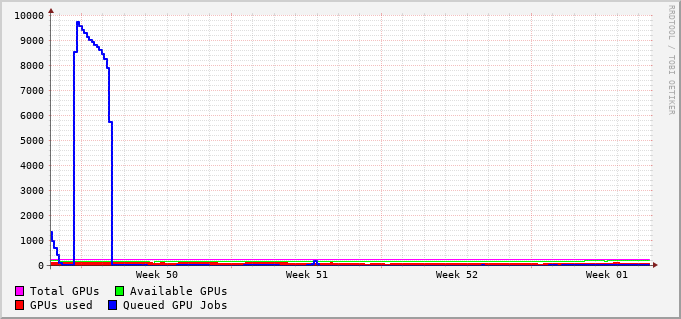 10000
9000
8000
7000
6000
5000
4000
3000
2000
1000
0
Week 50 Week 51 Week 52 Week 01
Total GPUs Available GPUs
GPUs used Queued GPU Jobs
RRDTOOL / TOBI OETIKER